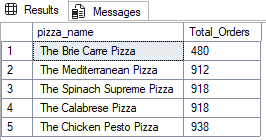 Results Messages
pizza_name Total_Orders
1 The Brie Carre Pizza 480
2 The Mediterranean Pizza 912
3 The Spinach Supreme Pizza 918
4 The Calabrese Pizza 918
5 The Chicken Pesto Pizza 938